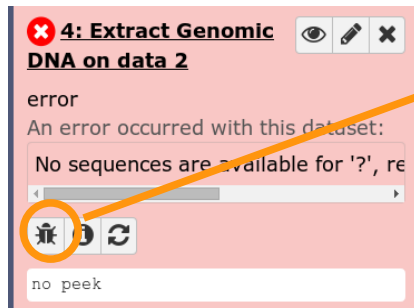 4: Extract Genomic
DNA on data 2
error
An error occurred with this dataset:
No sequences are available for '?', re
no peek